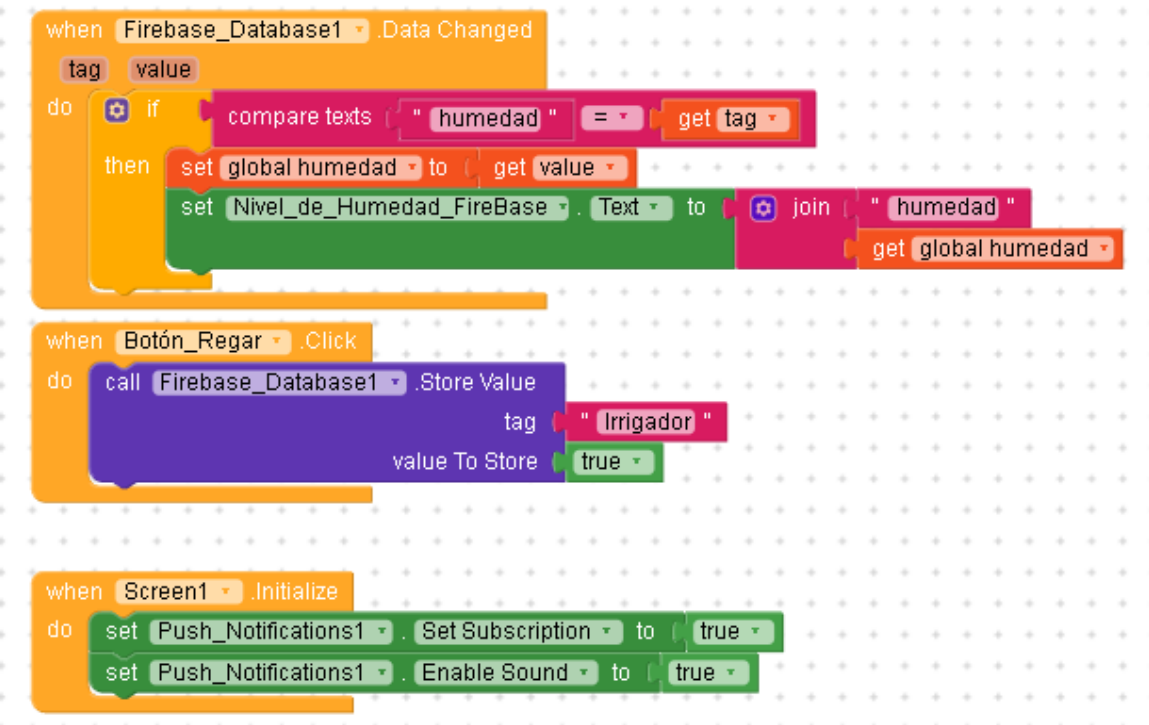 when Firebase_Database1 .Data Changed
tag value
do if compare texts " humedad " = get tag
then set global humedad to get value
set Nivel_de_Humedad_FireBase . Text to join " humedad "
get global humedad
when Botón_Regar .Click
do call Firebase_Database1 .Store Value
tag " Irrigador "
value To Store true
when Screen1 .Initialize
do set Push_Notifications1 . Set Subscription to true
set Push_Notifications1 . Enable Sound to true